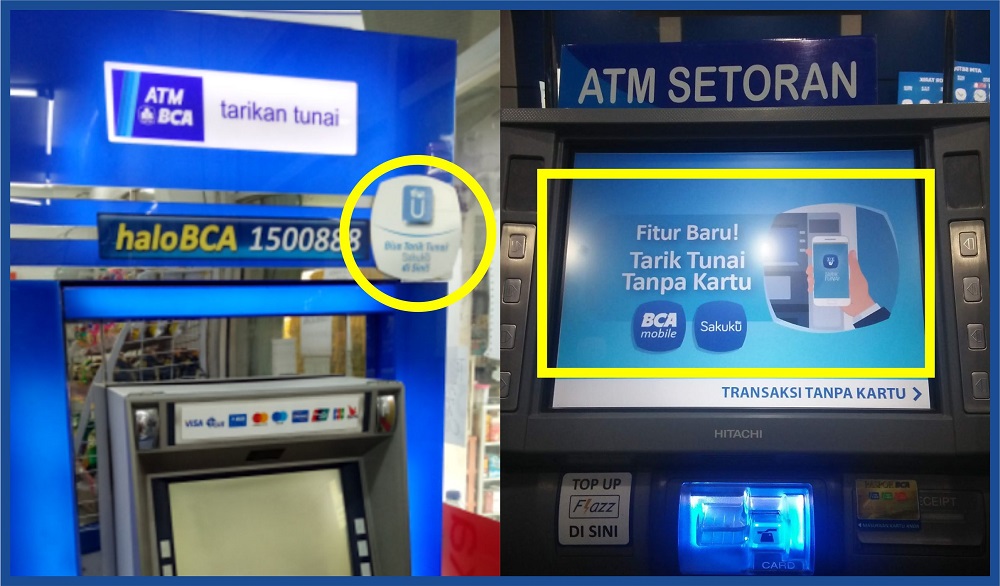 ATM
BCA
tarikan tunai
haloBCA 1500888
Bisa Tarik Tunai
Sakuku
di Sini!
VISA
ATM SETORAN
Fitur Baru!
Tarik Tunai
Tanpa Kartu
BCA
mobile
Sakuku
TRANSAKSI TANPA KARTU
HITACHI
TOP UP
Flazz
DI SINI
CARD
RECEIPT